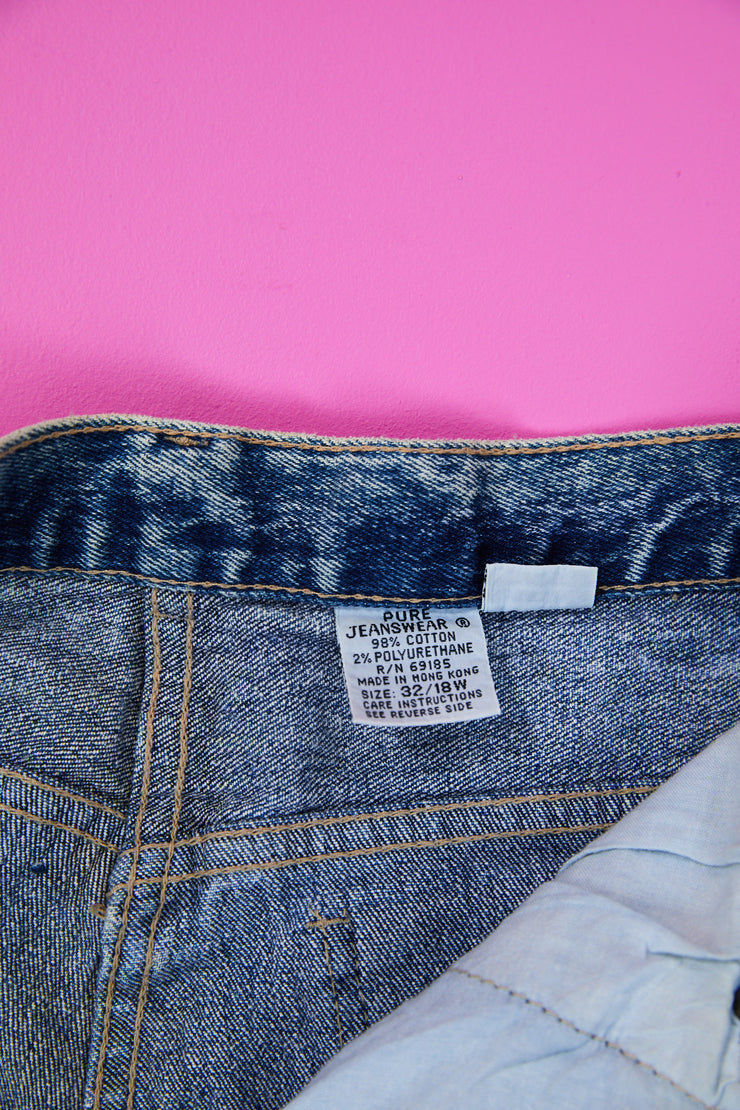 PURE
JEANSWEAR ®
98% COTTON
2% POLYURETHANE
R/N 69185
MADE IN HONG KONG
SIZE: 32/18W
CARE INSTRUCTIONS
SEE REVERSE SIDE